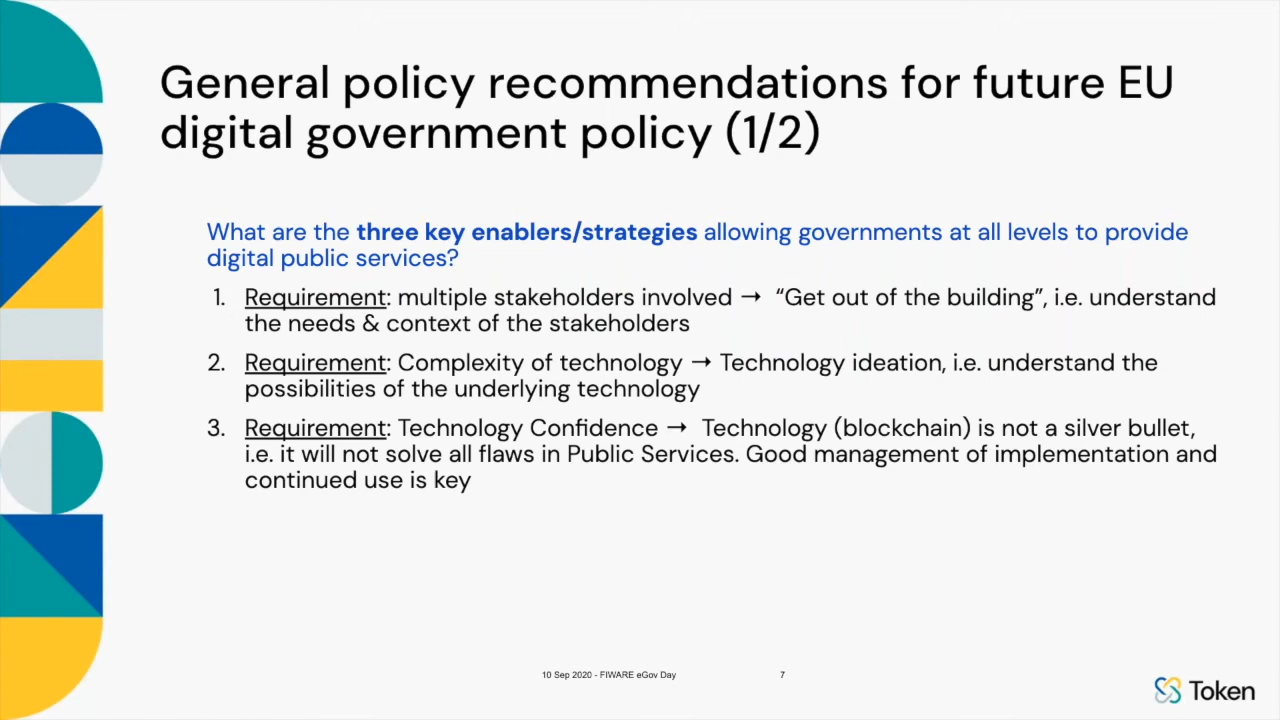 General policy recommendations for future EU
digital government policy (1/2)
What are the three key enablers/strategies allowing governments at all levels to provide
digital public services?
1. Requirement: multiple stakeholders involved → “Get out of the building”, i.e. understand
the needs & context of the stakeholders
2. Requirement: Complexity of technology → Technology ideation, i.e. understand the
possibilities of the underlying technology
3. Requirement: Technology Confidence → Technology (blockchain) is not a silver bullet,
i.e. it will not solve all flaws in Public Services. Good management of implementation and
continued use is key
10 Sep 2020 - FIWARE eGov Day 7
Token